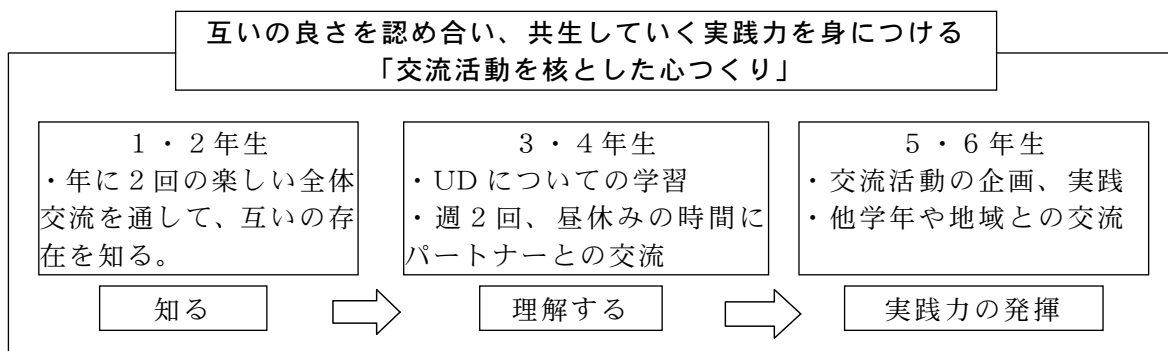 互いの良さを認め合い、共生していく実践力を身につける
「交流活動を核とした心つくり」
１・２年生
・年に２回の楽しい全体
交流を通して、互いの存
在を知る。
知る
３・４年生
・UDについての学習
・週２回、昼休みの時間に
パートナーとの交流
理解する
５・６年生
・交流活動の企画、実践
・他学年や地域との交流
実践力の発揮